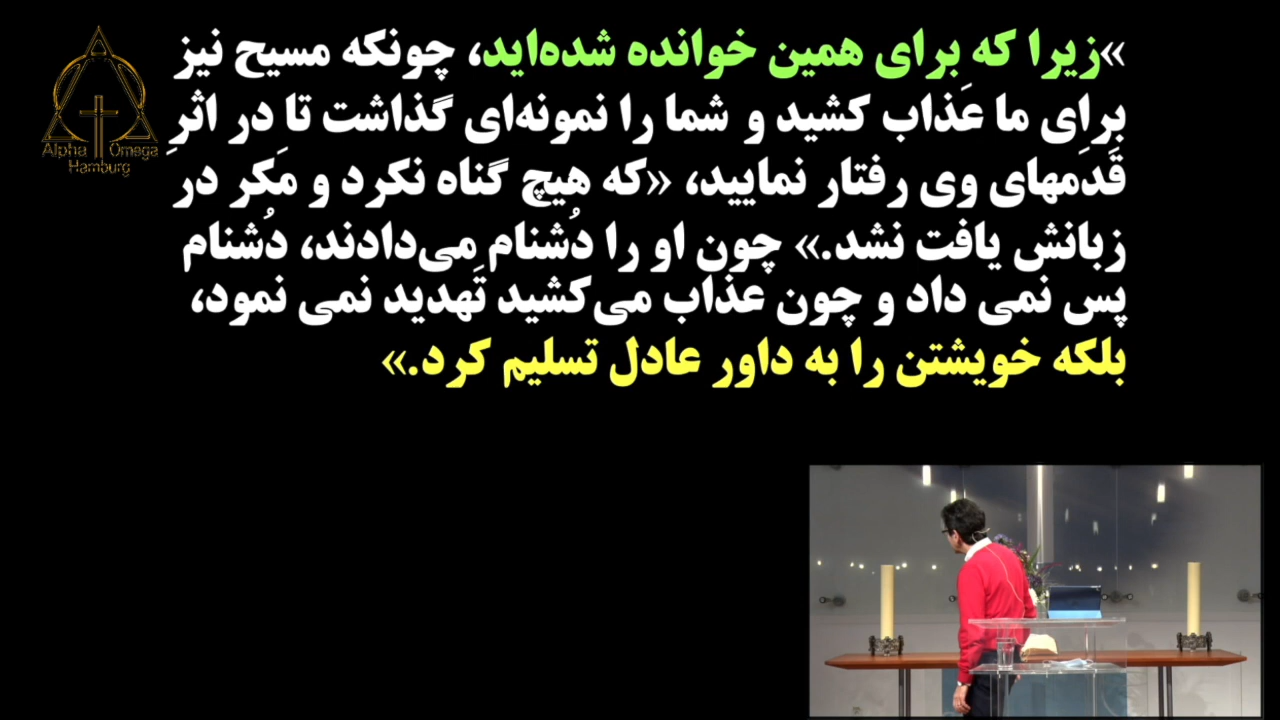 »زیرا که برای همین خوانده شده‌اید، چونکه مسیح نیز
برایِ ما عَذاب کشید و شما را نمونه‌ای گذاشت تا در اثرِ
قَدَمهای وی رفتار نمایید، «که هیچ گناه نکرد و مَکر در
زبانش یافت نشد.» چون او را دُشنام می‌دادند، دُشنام
پس نمی داد و چون عذاب می‌کشید تَهدید نمی نمود،
بلکه خویشتن را به داور عادل تسلیم کرد.»
Alpha Omega
Hamburg